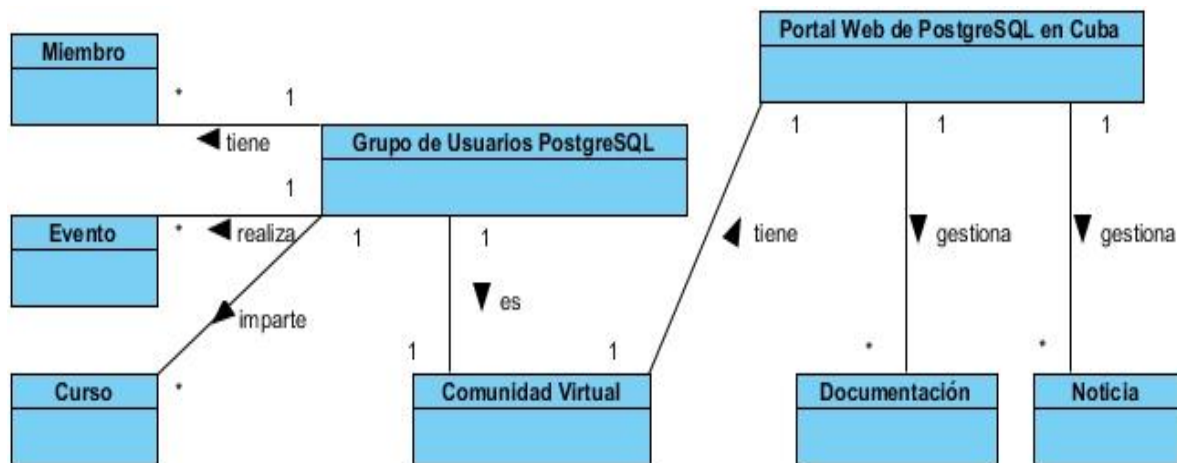 Portal Web de PostgreSQL en Cuba
Miembro
* 1
1 1 1
tiene
Grupo de Usuarios PostgreSQL
1
Evento
* realiza
1 1
tiene
gestiona
gestiona
es
imparte
1 1
* *
Curso
*
Comunidad Virtual
Documentación
Noticia